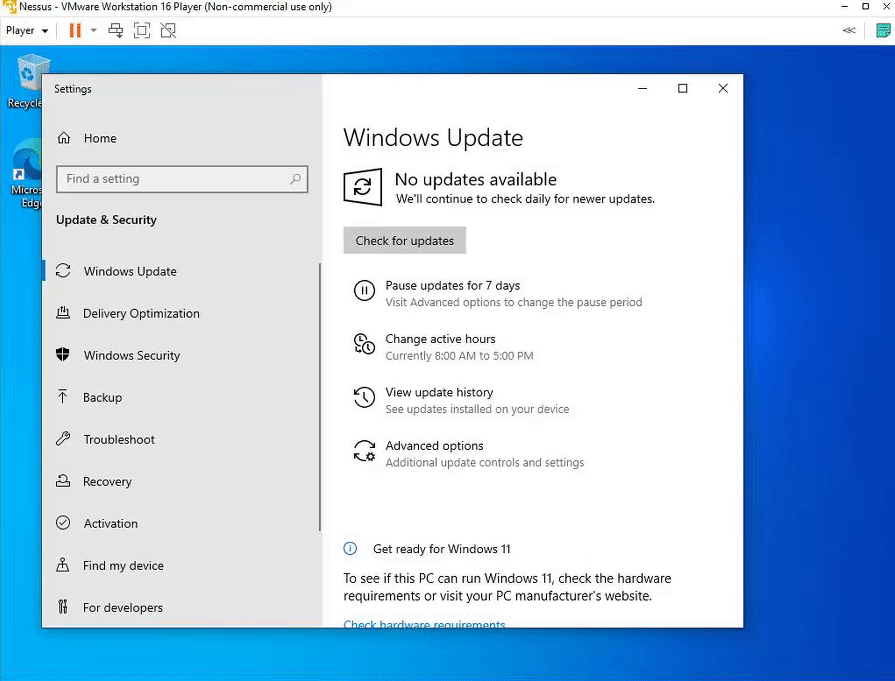 Nessus - VMware Workstation 16 Player (Non-commercial use only)
Player
Recycle
Micros
Edge
Settings
Home
Find a setting
Update & Security
Windows Update
Delivery Optimization
Windows Security
Backup
Troubleshoot
Recovery
Activation
Find my device
For developers
Windows Update
No updates available
We'll continue to check daily for newer updates.
Check for updates
Pause updates for 7 days
Visit Advanced options to change the pause period
Change active hours
Currently 8:00 AM to 5:00 PM
View update history
See updates installed on your device
Advanced options
Additional update controls and settings
Get ready for Windows 11
To see if this PC can run Windows 11, check the hardware
requirements or visit your PC manufacturer's website.
Check hardware requirements